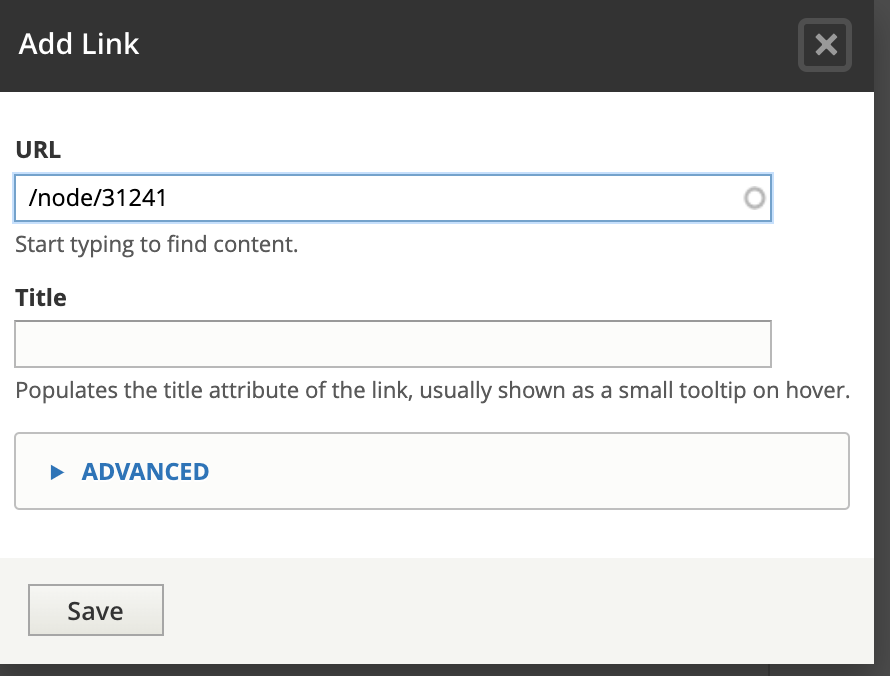 Add Link
URL
/node/31241
Start typing to find content.
Title
Populates the title attribute of the link, usually shown as a small tooltip on hover.
ADVANCED
Save